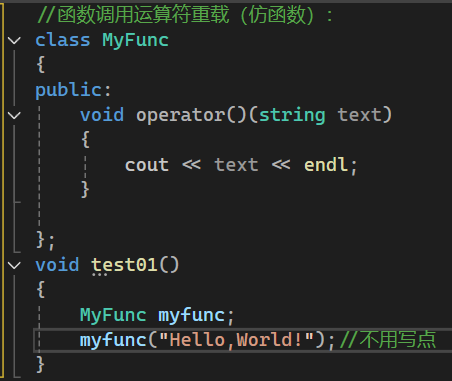 //函数调用运算符重载（仿函数）:
class MyFunc
{
public:
    void operator()(string text)
    {
        cout << text << endl;
    }

};
void test01()
{
    MyFunc myfunc;
    myfunc("Hello,World!");//不用写点
}